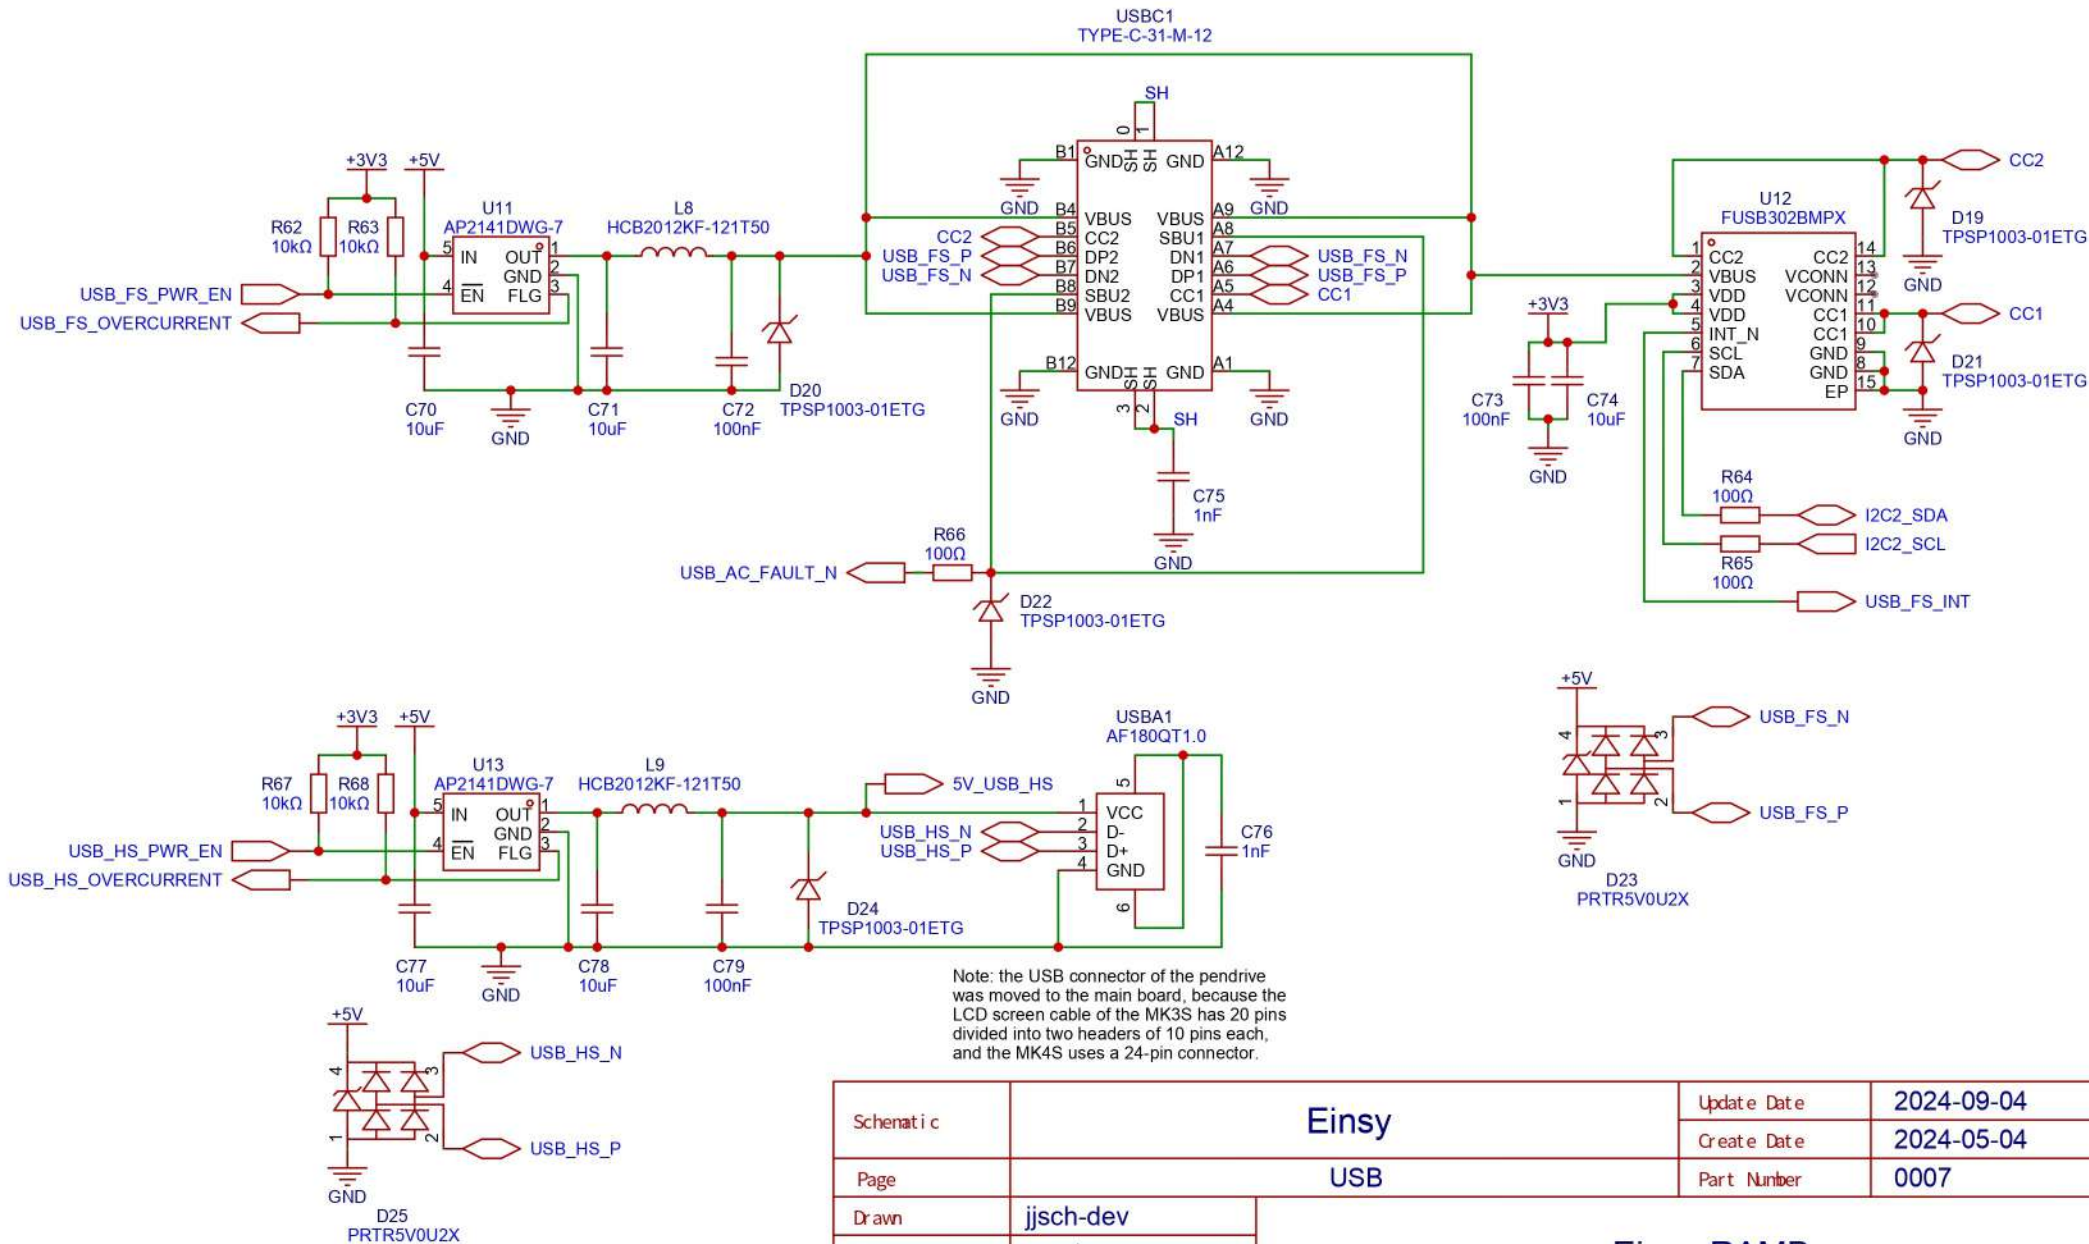 USBC1
TYPE-C-31-M-12
SH
0
1
B1
GND
SH
SH
GND
A12
GND
GND
B4
VBUS
VBUS
A9
CC2
B5
CC2
SBU1
A8
USB_FS_P
B6
DP2
DN1
A7
USB_FS_N
USB_FS_N
B7
DN2
DP1
A6
USB_FS_P
B8
SBU2
CC1
A5
CC1
B9
VBUS
VBUS
A4
B12
GND
SH
SH
GND
A1
GND
3
2
SH
GND
C75
1nF
GND
+3V3
+5V
R62
10kΩ
R63
10kΩ
U11
AP2141DWG-7
5
IN
OUT
1
GND
2
4
EN
FLG
3
L8
HCB2012KF-121T50
USB_FS_PWR_EN
USB_FS_OVERCURRENT
C70
10uF
GND
C71
10uF
C72
100nF
D20
TPSP1003-01ETG
U12
FUSB302BMPX
1
CC2
CC2
14
2
VBUS
VCONN
13
3
VDD
VCONN
12
4
VDD
CC1
11
5
INT_N
CC1
10
6
SCL
GND
9
7
SDA
GND
8
EP
15
CC2
D19
TPSP1003-01ETG
GND
CC1
D21
TPSP1003-01ETG
GND
+3V3
C73
100nF
C74
10uF
GND
R64
100Ω
I2C2_SDA
I2C2_SCL
R65
100Ω
USB_FS_INT
USB_AC_FAULT_N
R66
100Ω
D22
TPSP1003-01ETG
GND
+3V3
+5V
R67
10kΩ
R68
10kΩ
U13
AP2141DWG-7
5
IN
OUT
1
GND
2
4
EN
FLG
3
L9
HCB2012KF-121T50
USB_HS_PWR_EN
USB_HS_OVERCURRENT
5V_USB_HS
USBA1
AF180QT1.0
5
1
VCC
USB_HS_N
2
D-
USB_HS_P
3
D+
4
GND
6
C76
1nF
C77
10uF
GND
C78
10uF
C79
100nF
D24
TPSP1003-01ETG
+5V
4
3
USB_FS_N
1
2
USB_FS_P
GND
D23
PRTR5V0U2X
+5V
4
3
USB_HS_N
1
2
USB_HS_P
GND
D25
PRTR5V0U2X
Note: the USB connector of the pendrive
was moved to the main board, because the
LCD screen cable of the MK3S has 20 pins
divided into two headers of 10 pins each,
and the MK4S uses a 24-pin connector.
Schematic
Einsy
Update Date
2024-09-04
Create Date
2024-05-04
Page
USB
Part Number
0007
Drawn
jjsch-dev